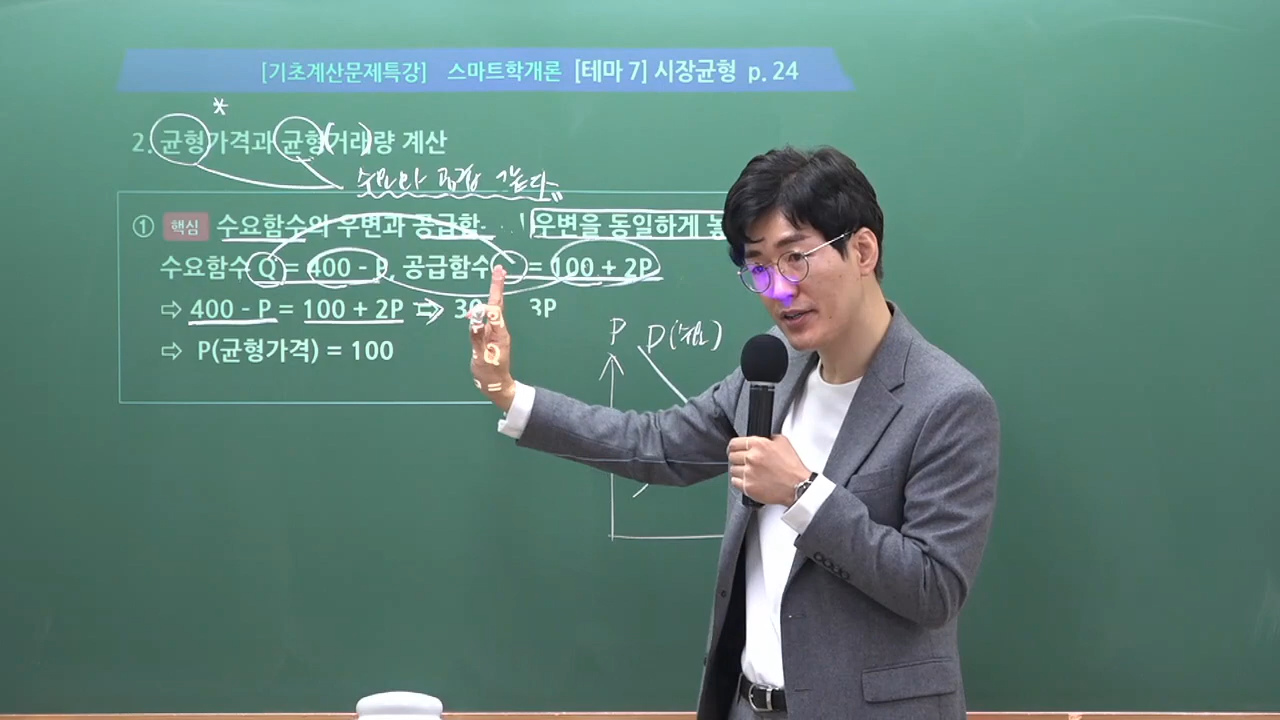 [기초계산문제특강] 스마트학개론 [테마 7] 시장균형 p. 24
*
2. 균형가격과 균형(거래)량 계산
수요와 공급 같다"
① 핵심 수요함수의 우변과 공급함 우변을 동일하게
수요함수 Q = 400 - P, 공급함수 = 100 + 2P
⇨ 400 - P = 100 + 2P ⇨ 30 3P
⇨ P(균형가격) = 100
Q
=
P D(수요)